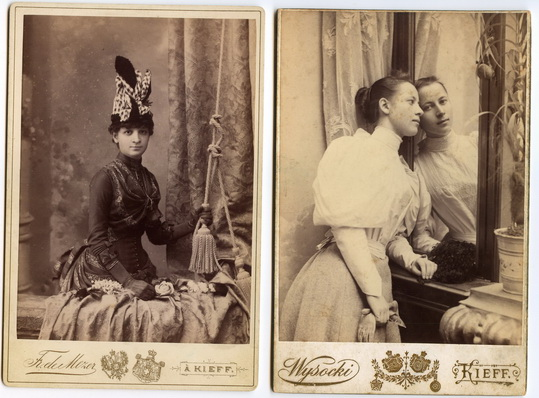 Fr. de Mezer
À KIEFF.
Wysocki
KIEFF.